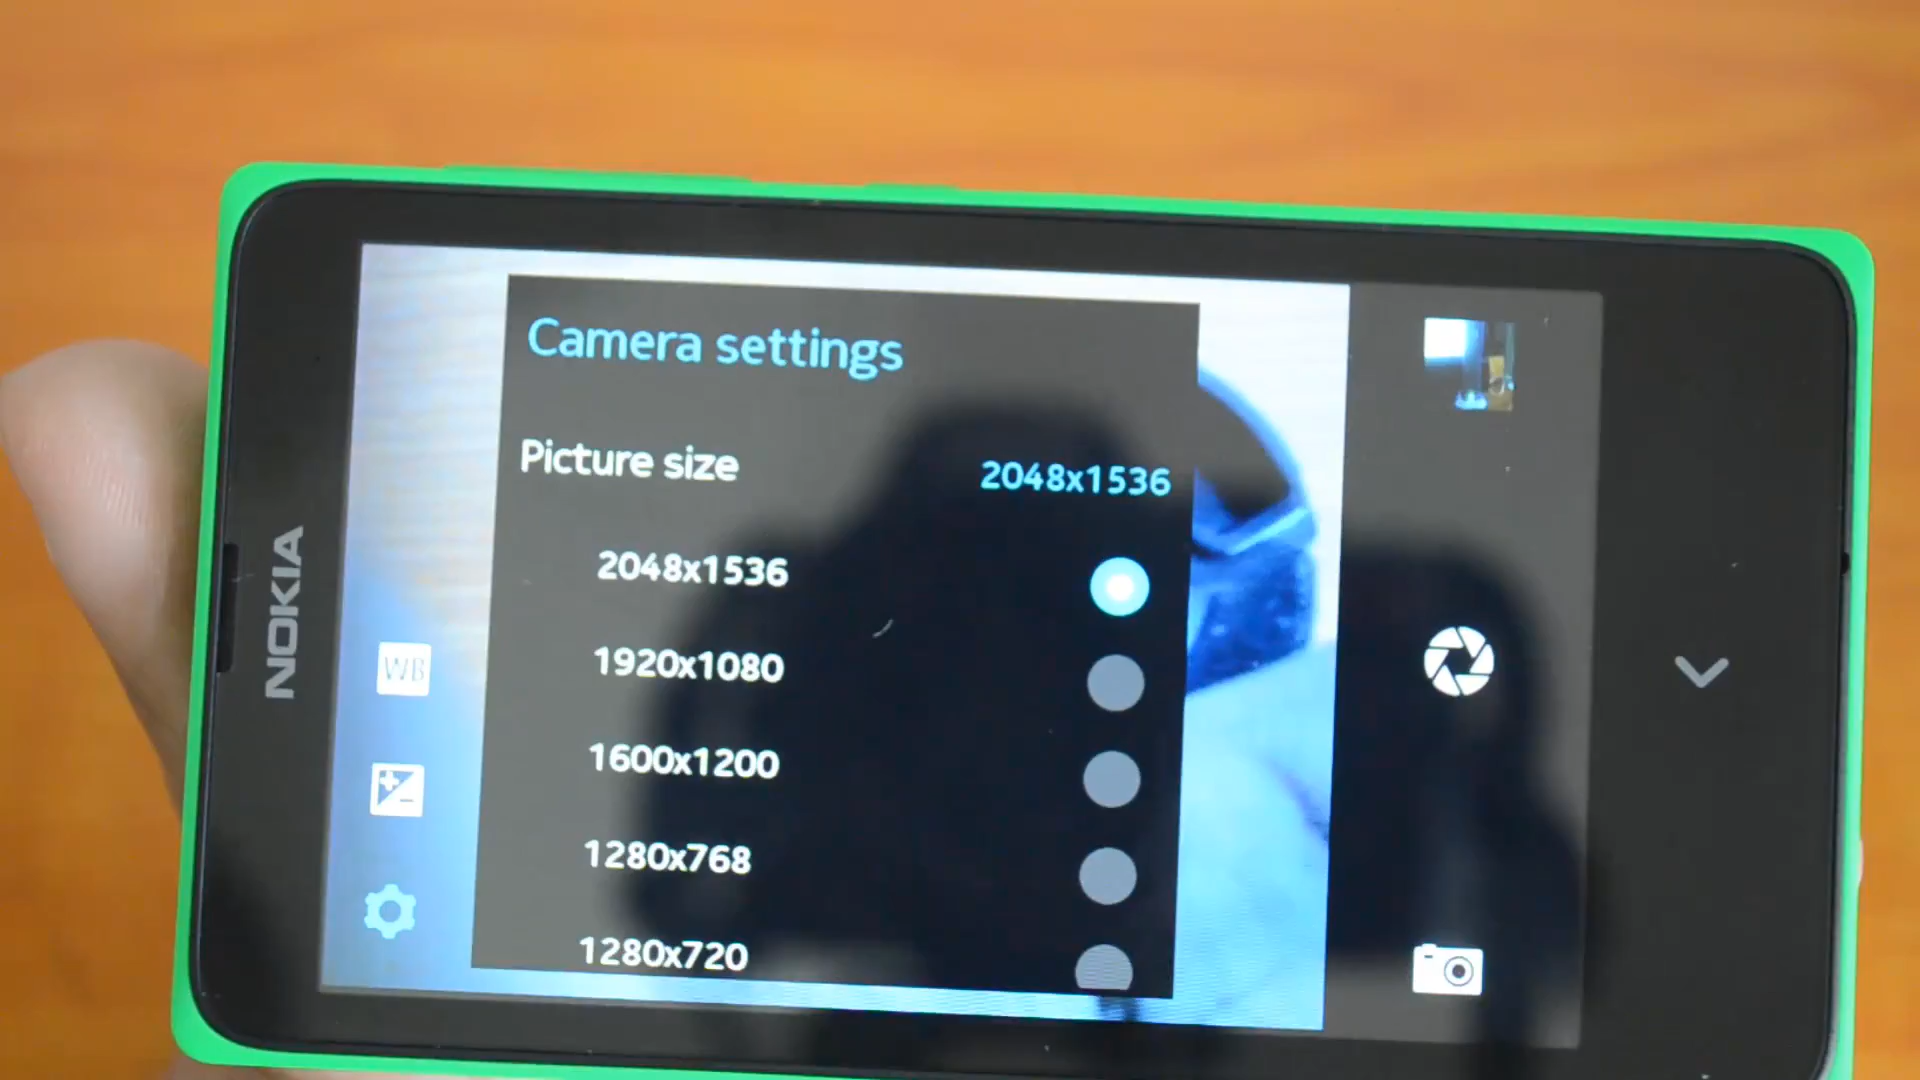 NOKIA
Camera settings
Picture size 2048x1536
2048x1536
1920x1080
1600x1200
1280x768
1280x720
WB